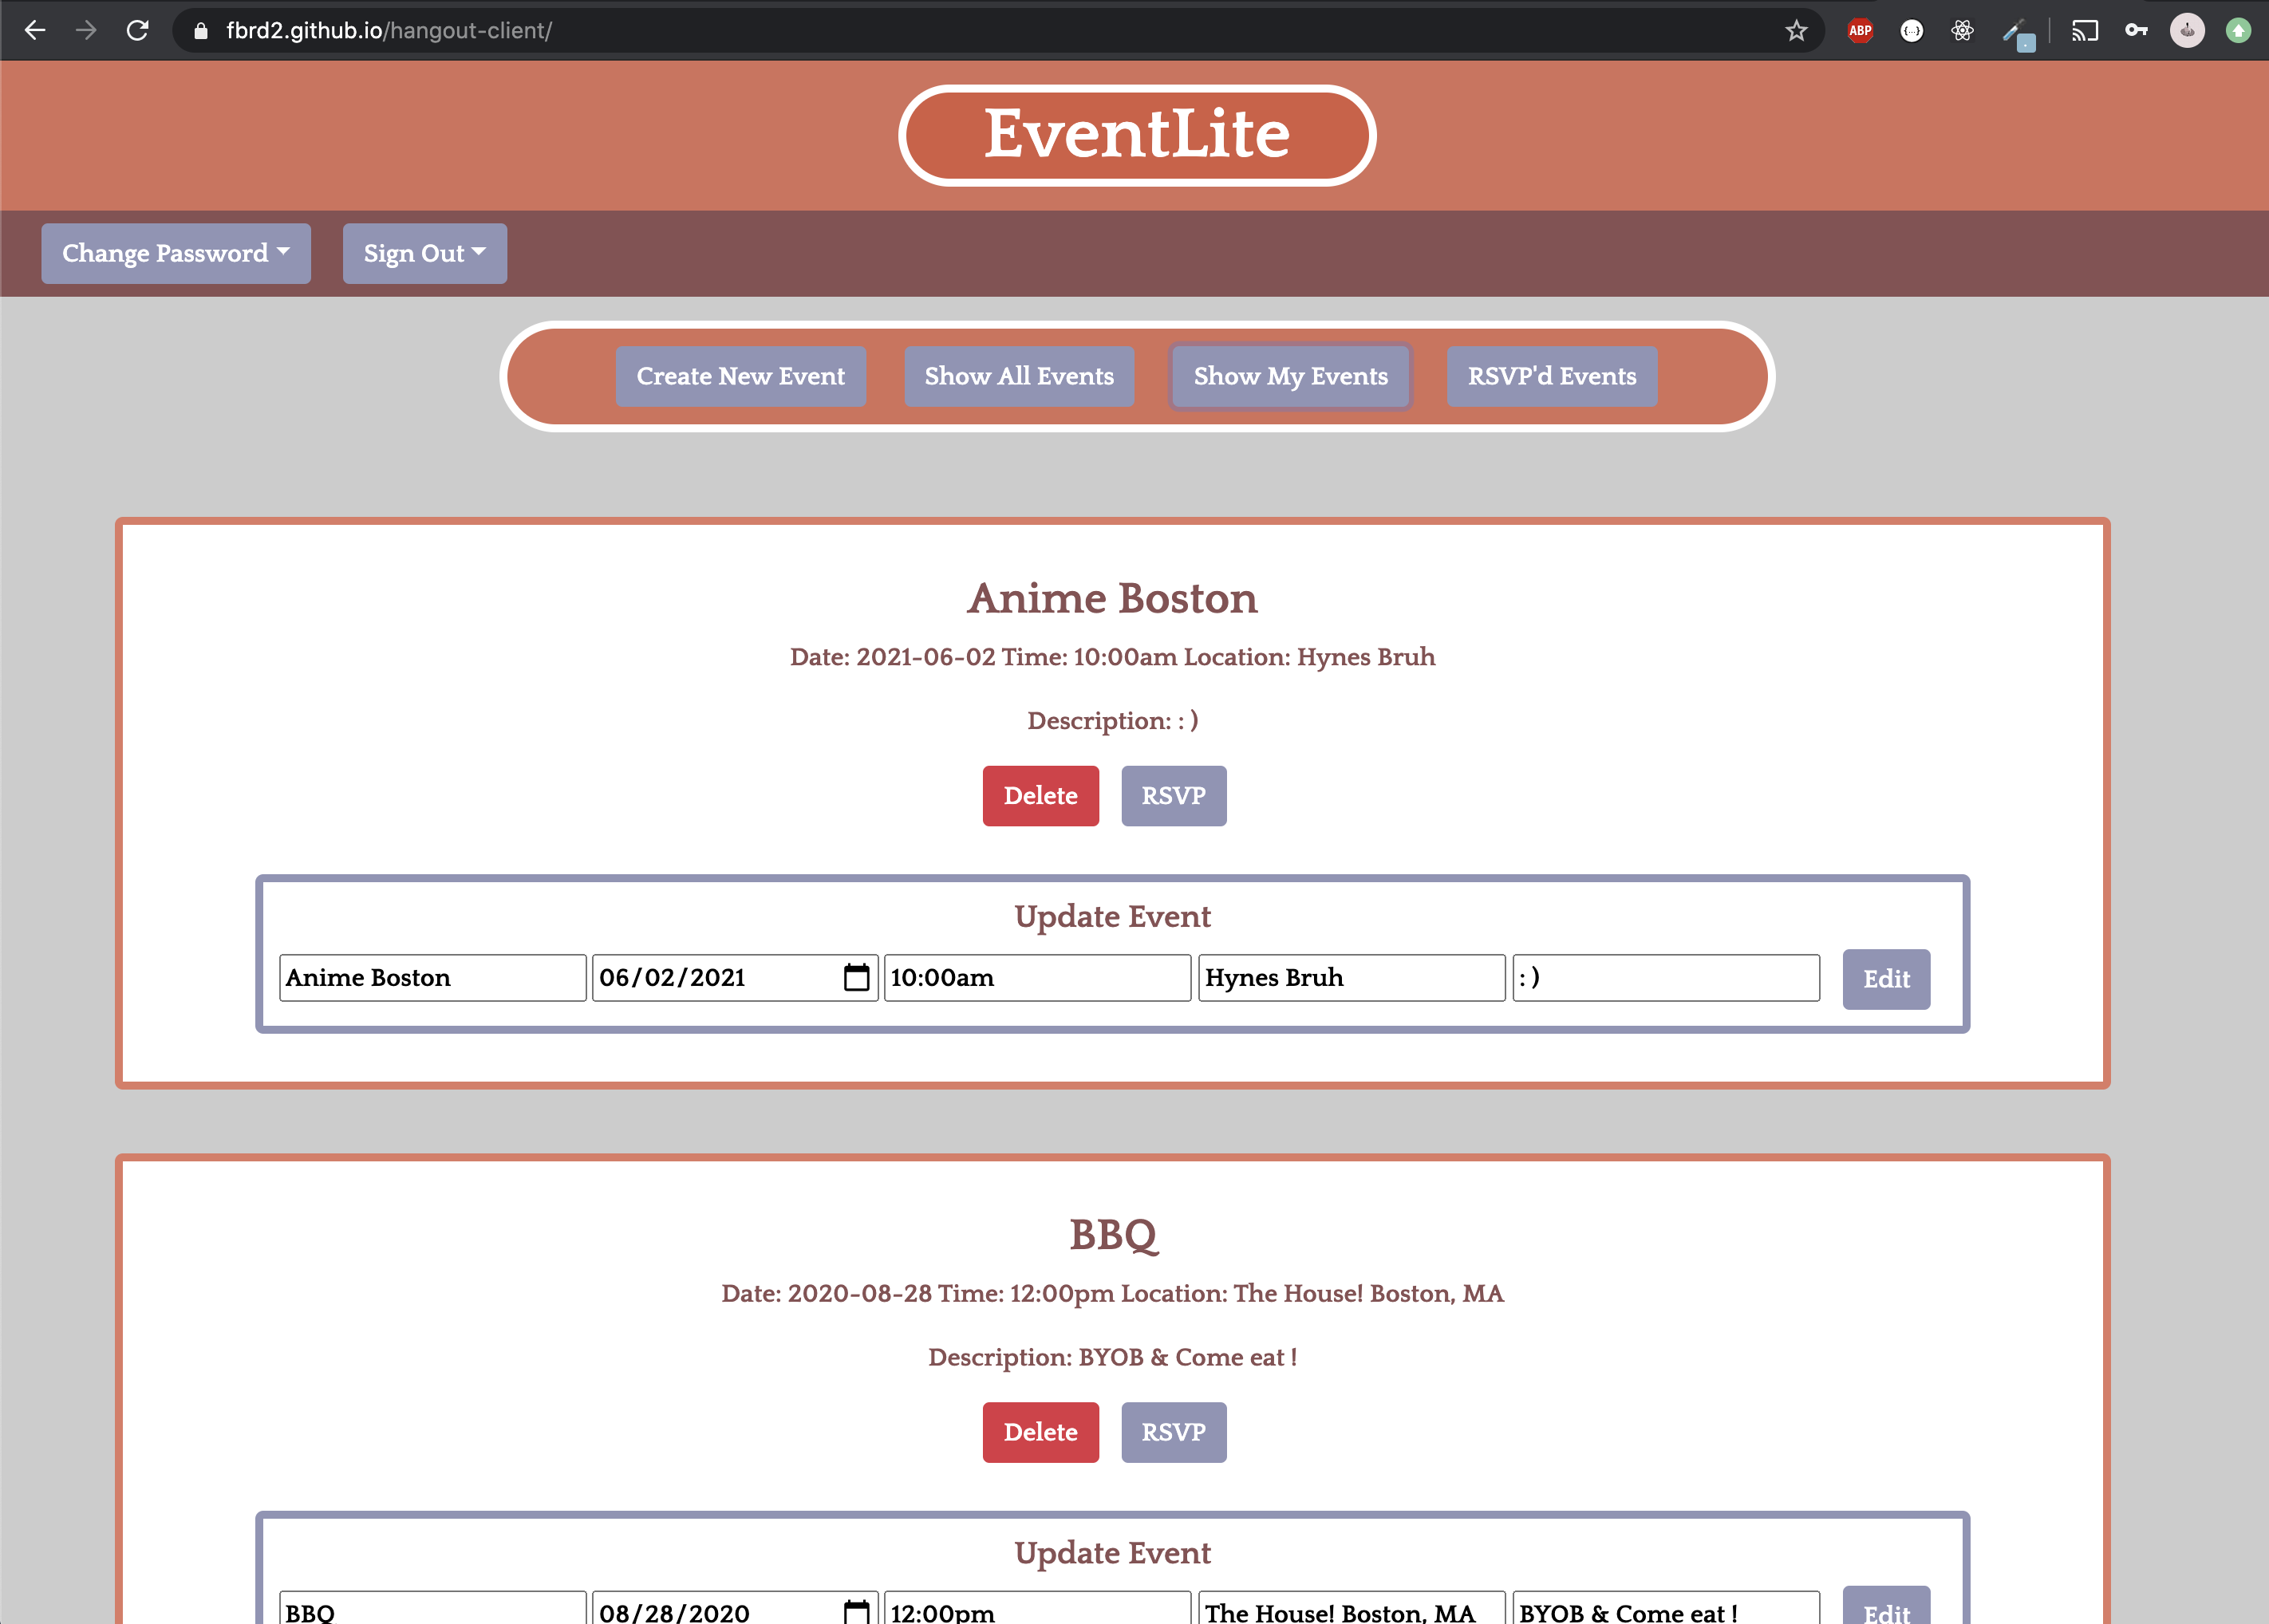 fbrd2.github.io/hangout-client/
ABP
EventLite
Change Password Sign Out
Create New Event Show All Events Show My Events RSVP'd Events
Anime Boston
Date: 2021-06-02 Time: 10:00am Location: Hynes Bruh
Description: : )
Delete RSVP
Update Event
Anime Boston 06/02/2021 10:00am Hynes Bruh : ) Edit
BBQ
Date: 2020-08-28 Time: 12:00pm Location: The House! Boston, MA
Description: BYOB & Come eat !
Delete RSVP
Update Event
BBQ 08/28/2020 12:00pm The House! Boston, MA BYOB & Come eat ! Edit